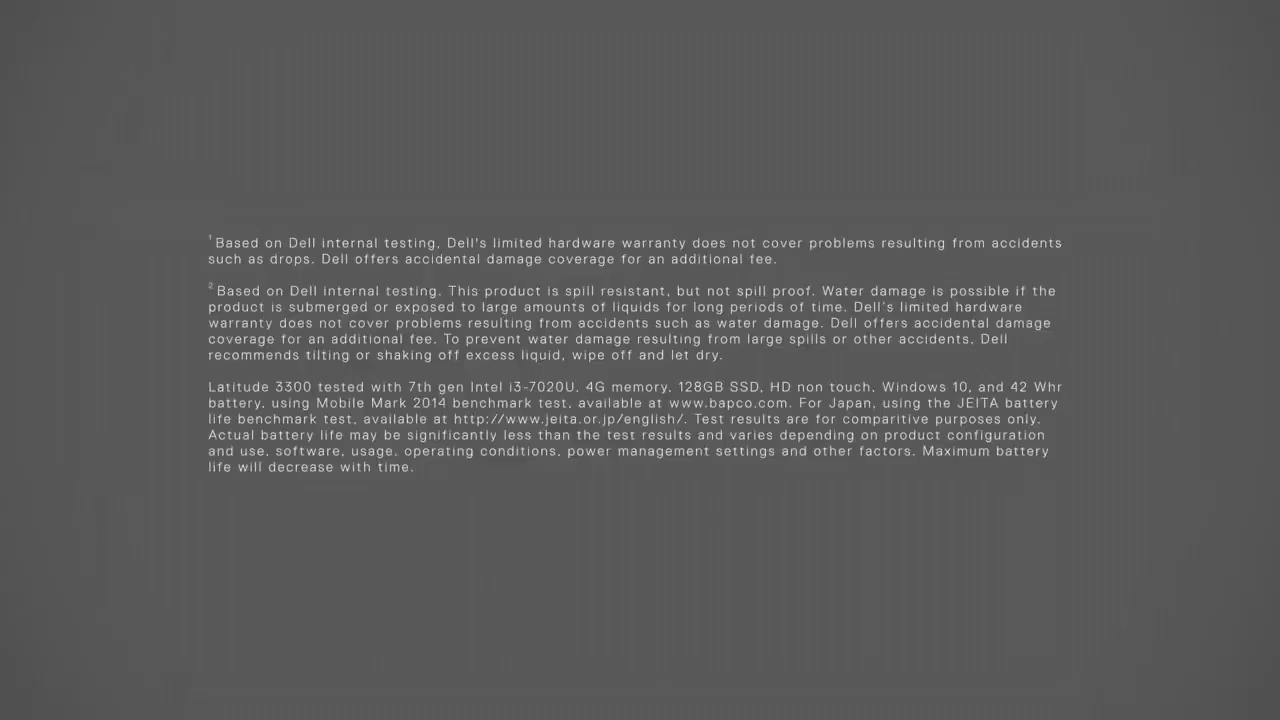 ¹Based on Dell internal testing. Dell's limited hardware warranty does not cover problems resulting from accidents
such as drops. Dell offers accidental damage coverage for an additional fee.
²Based on Dell internal testing. This product is spill resistant, but not spill proof. Water damage is possible if the
product is submerged or exposed to large amounts of liquids for long periods of time. Dell's limited hardware
warranty does not cover problems resulting from accidents such as water damage. Dell offers accidental damage
coverage for an additional fee. To prevent water damage resulting from large spills or other accidents, Dell
recommends tilting or shaking off excess liquid, wipe off and let dry.
Latitude 3300 tested with 7th gen Intel i3-7020U, 4G memory, 128GB SSD, HD non touch, Windows 10, and 42 Whr
battery, using Mobile Mark 2014 benchmark test, available at www.bapco.com. For Japan, using the JEITA battery
life benchmark test, available at http://www.jeita.or.jp/english/. Test results are for comparitive purposes only.
Actual battery life may be significantly less than the test results and varies depending on product configuration
and use, software, usage, operating conditions, power management settings and other factors. Maximum battery
life will decrease with time.